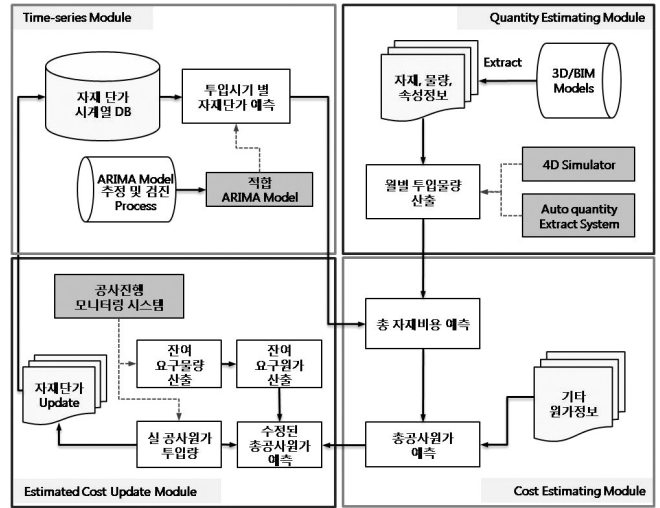 Time-series Module
자재 단가
시계열 DB
투입시기 별
자재단가 예측
ARIMA Model
추정 및 검진
Process
적합
ARIMA Model
Quantity Estimating Module
자재, 물량,
속성정보
Extract
3D/BIM
Models
월별 투입물량
산출
4D Simulator
Auto quantity
Extract System
공사진행
모니터링 시스템
잔여
요구물량
산출
잔여
요구원가
산출
자재단가
Update
실 공사원가
투입량
수정된
총공사원가
예측
Estimated Cost Update Module
총 자재비용 예측
기타
원가정보
총공사원가
예측
Cost Estimating Module